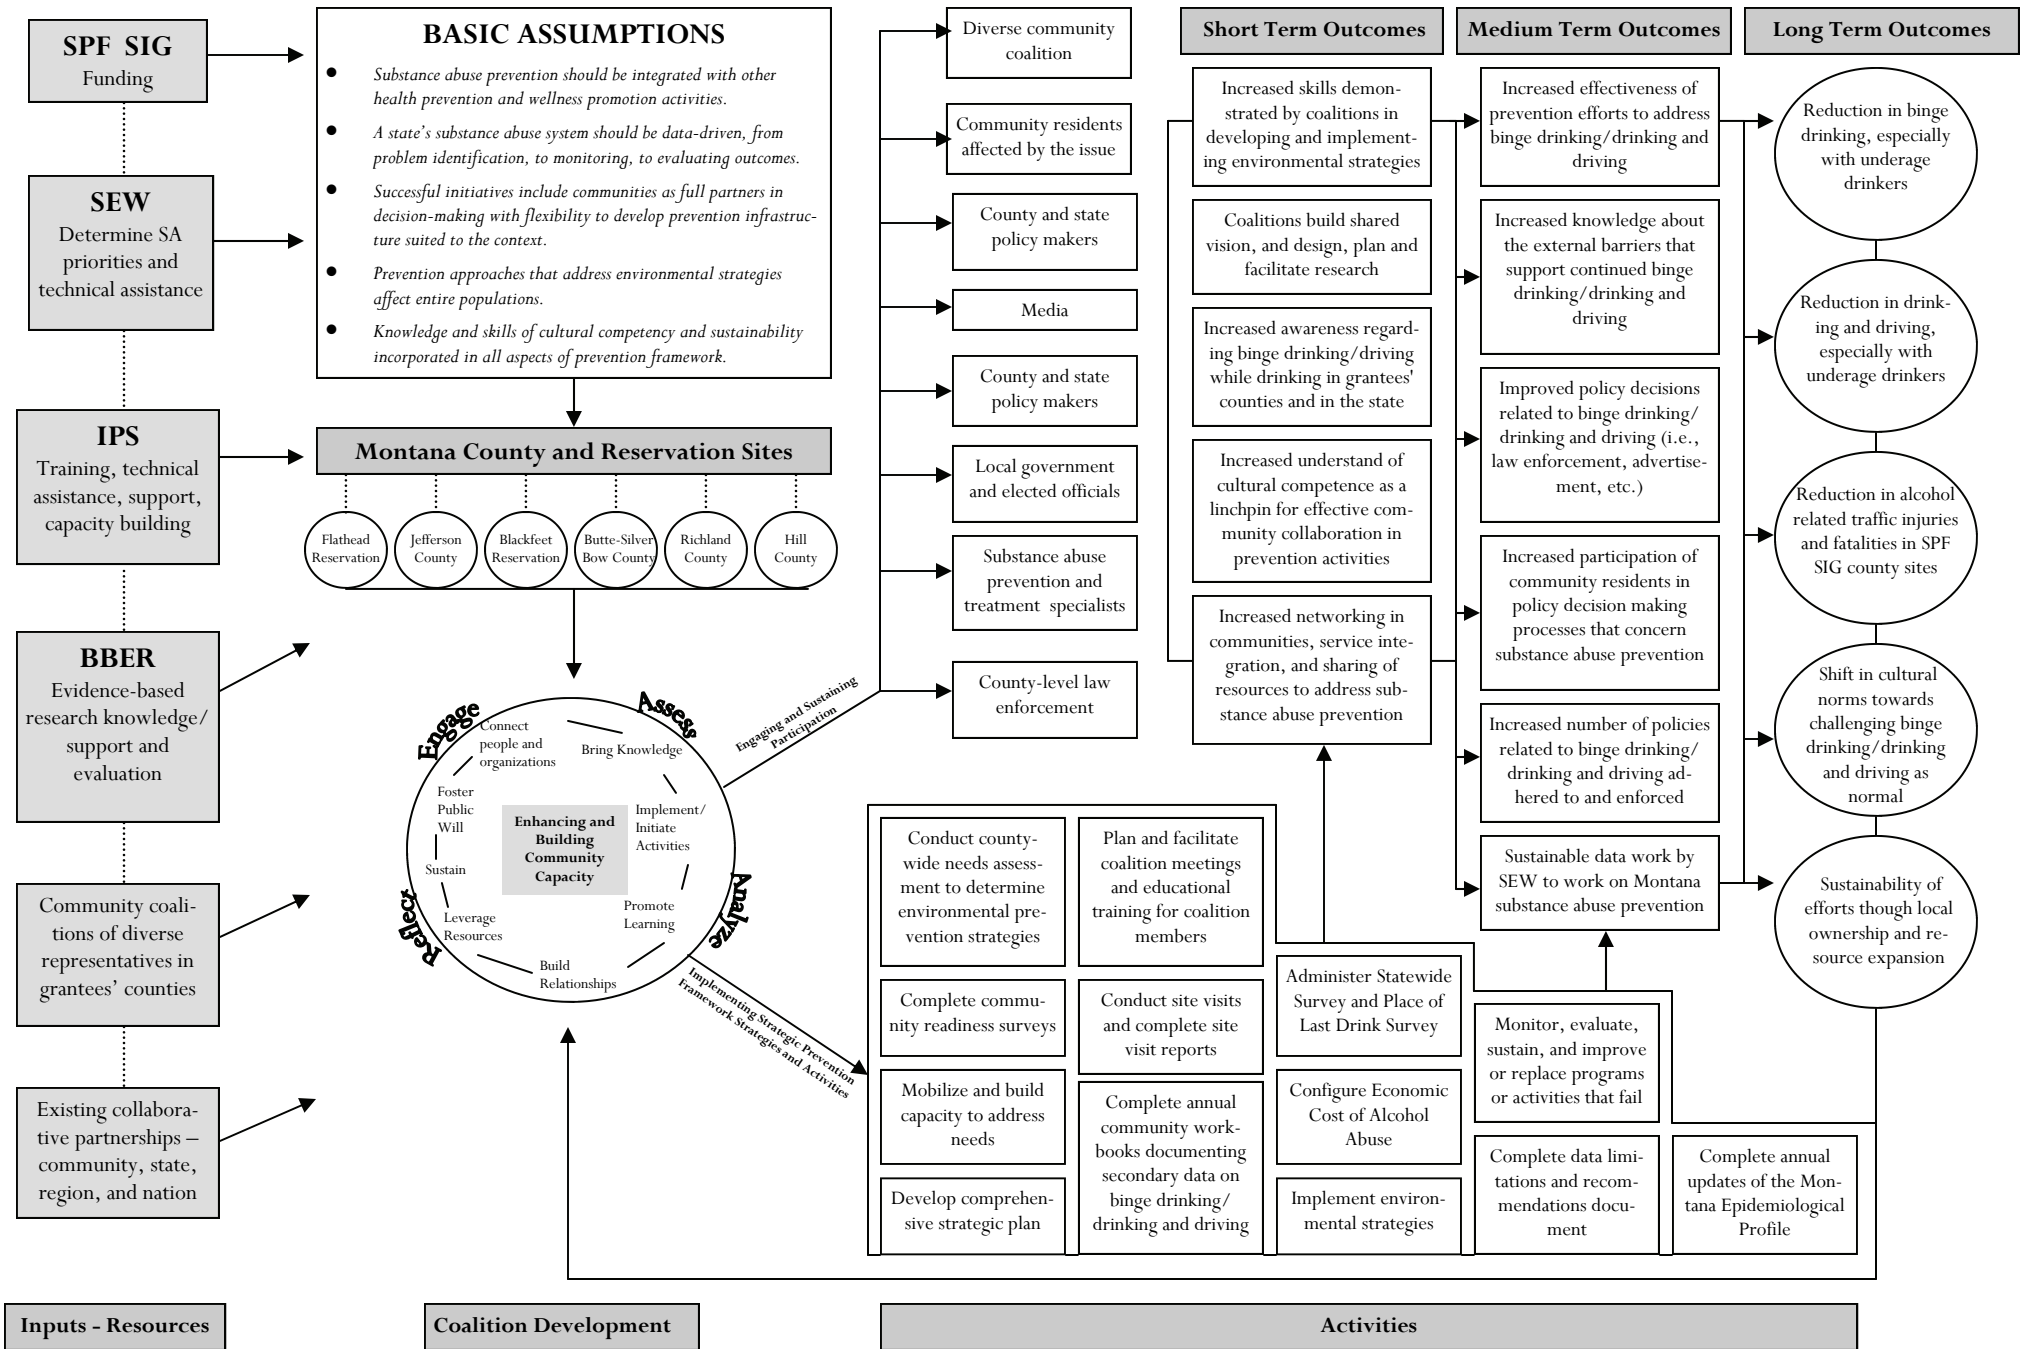 SPF SIG
Funding
SEW
Determine SA
priorities and
technical assistance
IPS
Training, technical
assistance, support,
capacity building
BBER
Evidence-based
research knowledge/
support and
evaluation
Community coali-
tions of diverse
representatives in
grantees’ counties
Existing collabora-
tive partnerships –
community, state,
region, and nation
Inputs - Resources
BASIC ASSUMPTIONS
● Substance abuse prevention should be integrated with other
health prevention and wellness promotion activities.
● A state’s substance abuse system should be data-driven, from
problem identification, to monitoring, to evaluating outcomes.
● Successful initiatives include communities as full partners in
decision-making with flexibility to develop prevention infrastruc-
ture suited to the context.
● Prevention approaches that address environmental strategies
affect entire populations.
● Knowledge and skills of cultural competency and sustainability
incorporated in all aspects of prevention framework.
Montana County and Reservation Sites
Flathead
Reservation
Jefferson
County
Blackfeet
Reservation
Butte-Silver
Bow County
Richland
County
Hill
County
Engage
Assess
Analyze
Reflect
Connect
people and
organizations
Bring Knowledge
Implement/
Initiate
Activities
Promote
Learning
Build
Relationships
Leverage
Resources
Sustain
Foster
Public
Will
Enhancing and
Building
Community
Capacity
Coalition Development
Engaging and Sustaining
Participation
Implementing Strategic Prevention
Framework Strategies and Activities
Diverse community
coalition
Community residents
affected by the issue
County and state
policy makers
Media
County and state
policy makers
Local government
and elected officials
Substance abuse
prevention and
treatment specialists
County-level law
enforcement
Short Term Outcomes
Increased skills demon-
strated by coalitions in
developing and implement-
ing environmental strategies
Coalitions build shared
vision, and design, plan and
facilitate research
Increased awareness regard-
ing binge drinking/driving
while drinking in grantees'
counties and in the state
Increased understand of
cultural competence as a
linchpin for effective com-
munity collaboration in
prevention activities
Increased networking in
communities, service inte-
gration, and sharing of
resources to address sub-
stance abuse prevention
Medium Term Outcomes
Increased effectiveness of
prevention efforts to address
binge drinking/drinking and
driving
Increased knowledge about
the external barriers that
support continued binge
drinking/drinking and
driving
Improved policy decisions
related to binge drinking/
drinking and driving (i.e.,
law enforcement, advertise-
ment, etc.)
Increased participation of
community residents in
policy decision making
processes that concern
substance abuse prevention
Increased number of policies
related to binge drinking/
drinking and driving ad-
hered to and enforced
Sustainable data work by
SEW to work on Montana
substance abuse prevention
Long Term Outcomes
Reduction in binge
drinking, especially
with underage
drinkers
Reduction in drink-
ing and driving,
especially with
underage drinkers
Reduction in alcohol
related traffic injuries
and fatalities in SPF
SIG county sites
Shift in cultural
norms towards
challenging binge
drinking/drinking
and driving as
normal
Sustainability of
efforts though local
ownership and re-
source expansion
Conduct county-
wide needs assess-
ment to determine
environmental pre-
vention strategies
Complete commu-
nity readiness surveys
Mobilize and build
capacity to address
needs
Develop comprehen-
sive strategic plan
Plan and facilitate
coalition meetings
and educational
training for coalition
members
Conduct site visits
and complete site
visit reports
Complete annual
community work-
books documenting
secondary data on
binge drinking/
drinking and driving
Administer Statewide
Survey and Place of
Last Drink Survey
Configure Economic
Cost of Alcohol
Abuse
Implement environ-
mental strategies
Monitor, evaluate,
sustain, and improve
or replace programs
or activities that fail
Complete data limi-
tations and recom-
mendations docu-
ment
Complete annual
updates of the Mon-
tana Epidemiological
Profile
Activities